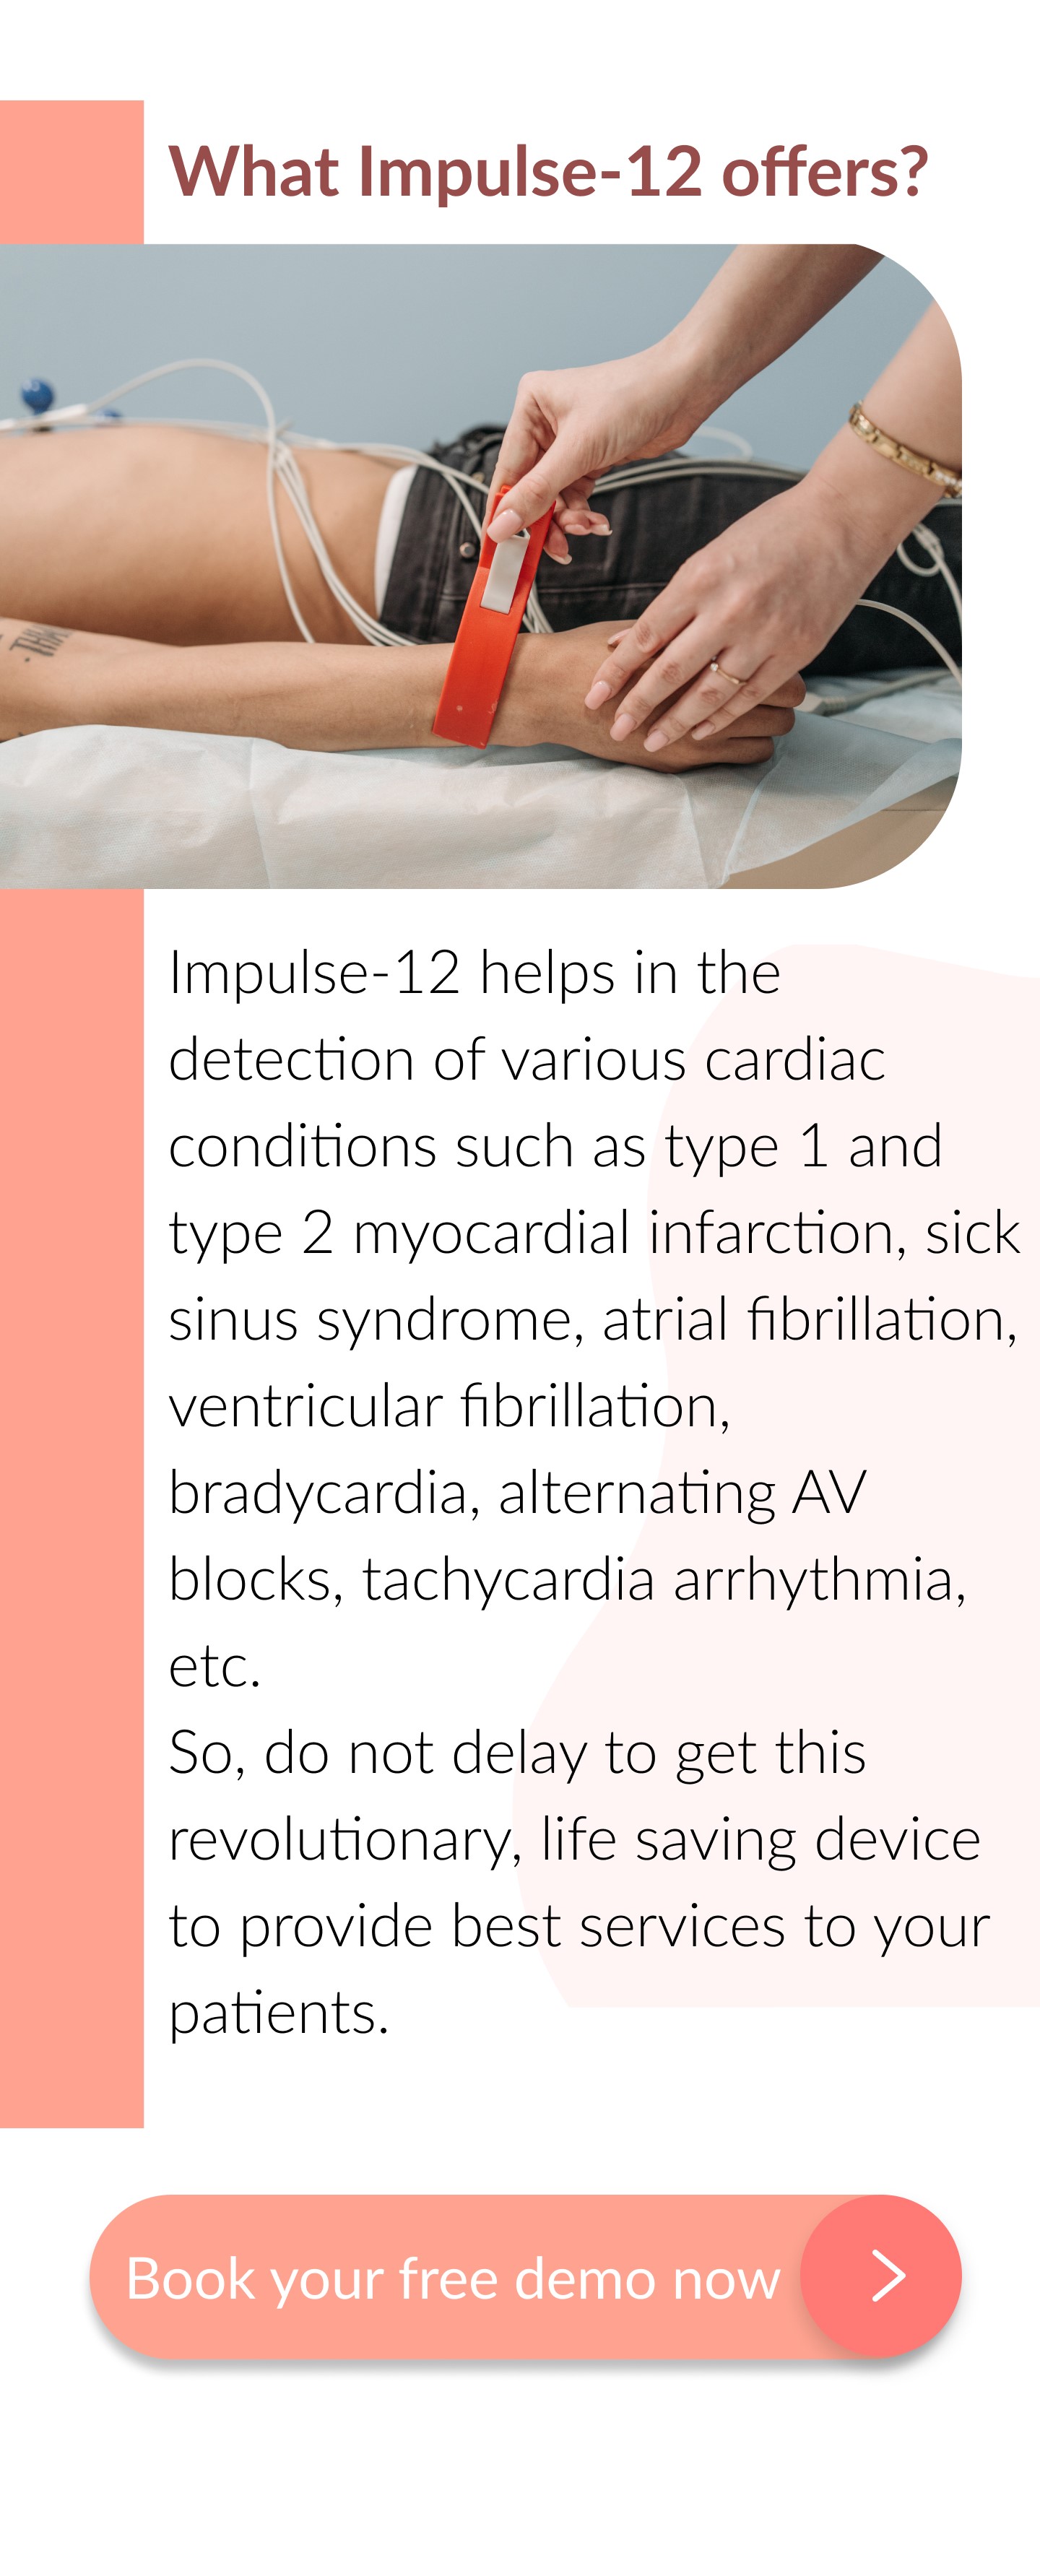 What Impulse-12 offers?
Impulse-12 helps in the
detection of various cardiac
conditions such as type 1 and
type 2 myocardial infarction, sick
sinus syndrome, atrial fibrillation,
ventricular fibrillation,
bradycardia, alternating AV
blocks, tachycardia arrhythmia,
etc.
So, do not delay to get this
revolutionary, life saving device
to provide best services to your
patients.
Book your free demo now